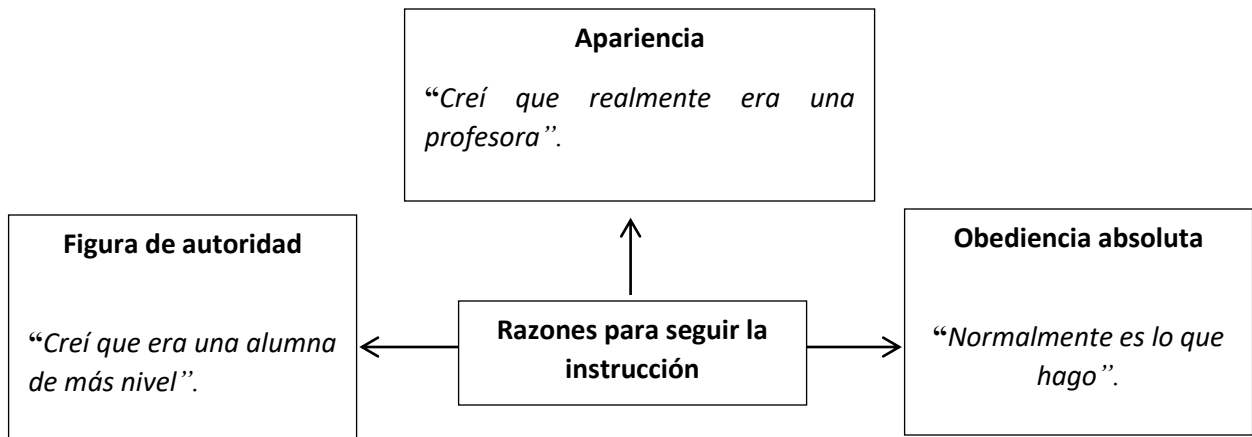 Apariencia
“Creí que realmente era una
profesora”.
Figura de autoridad
“Creí que era una alumna
de más nivel”.
Razones para seguir la
instrucción
Obediencia absoluta
“Normalmente es lo que
hago”.